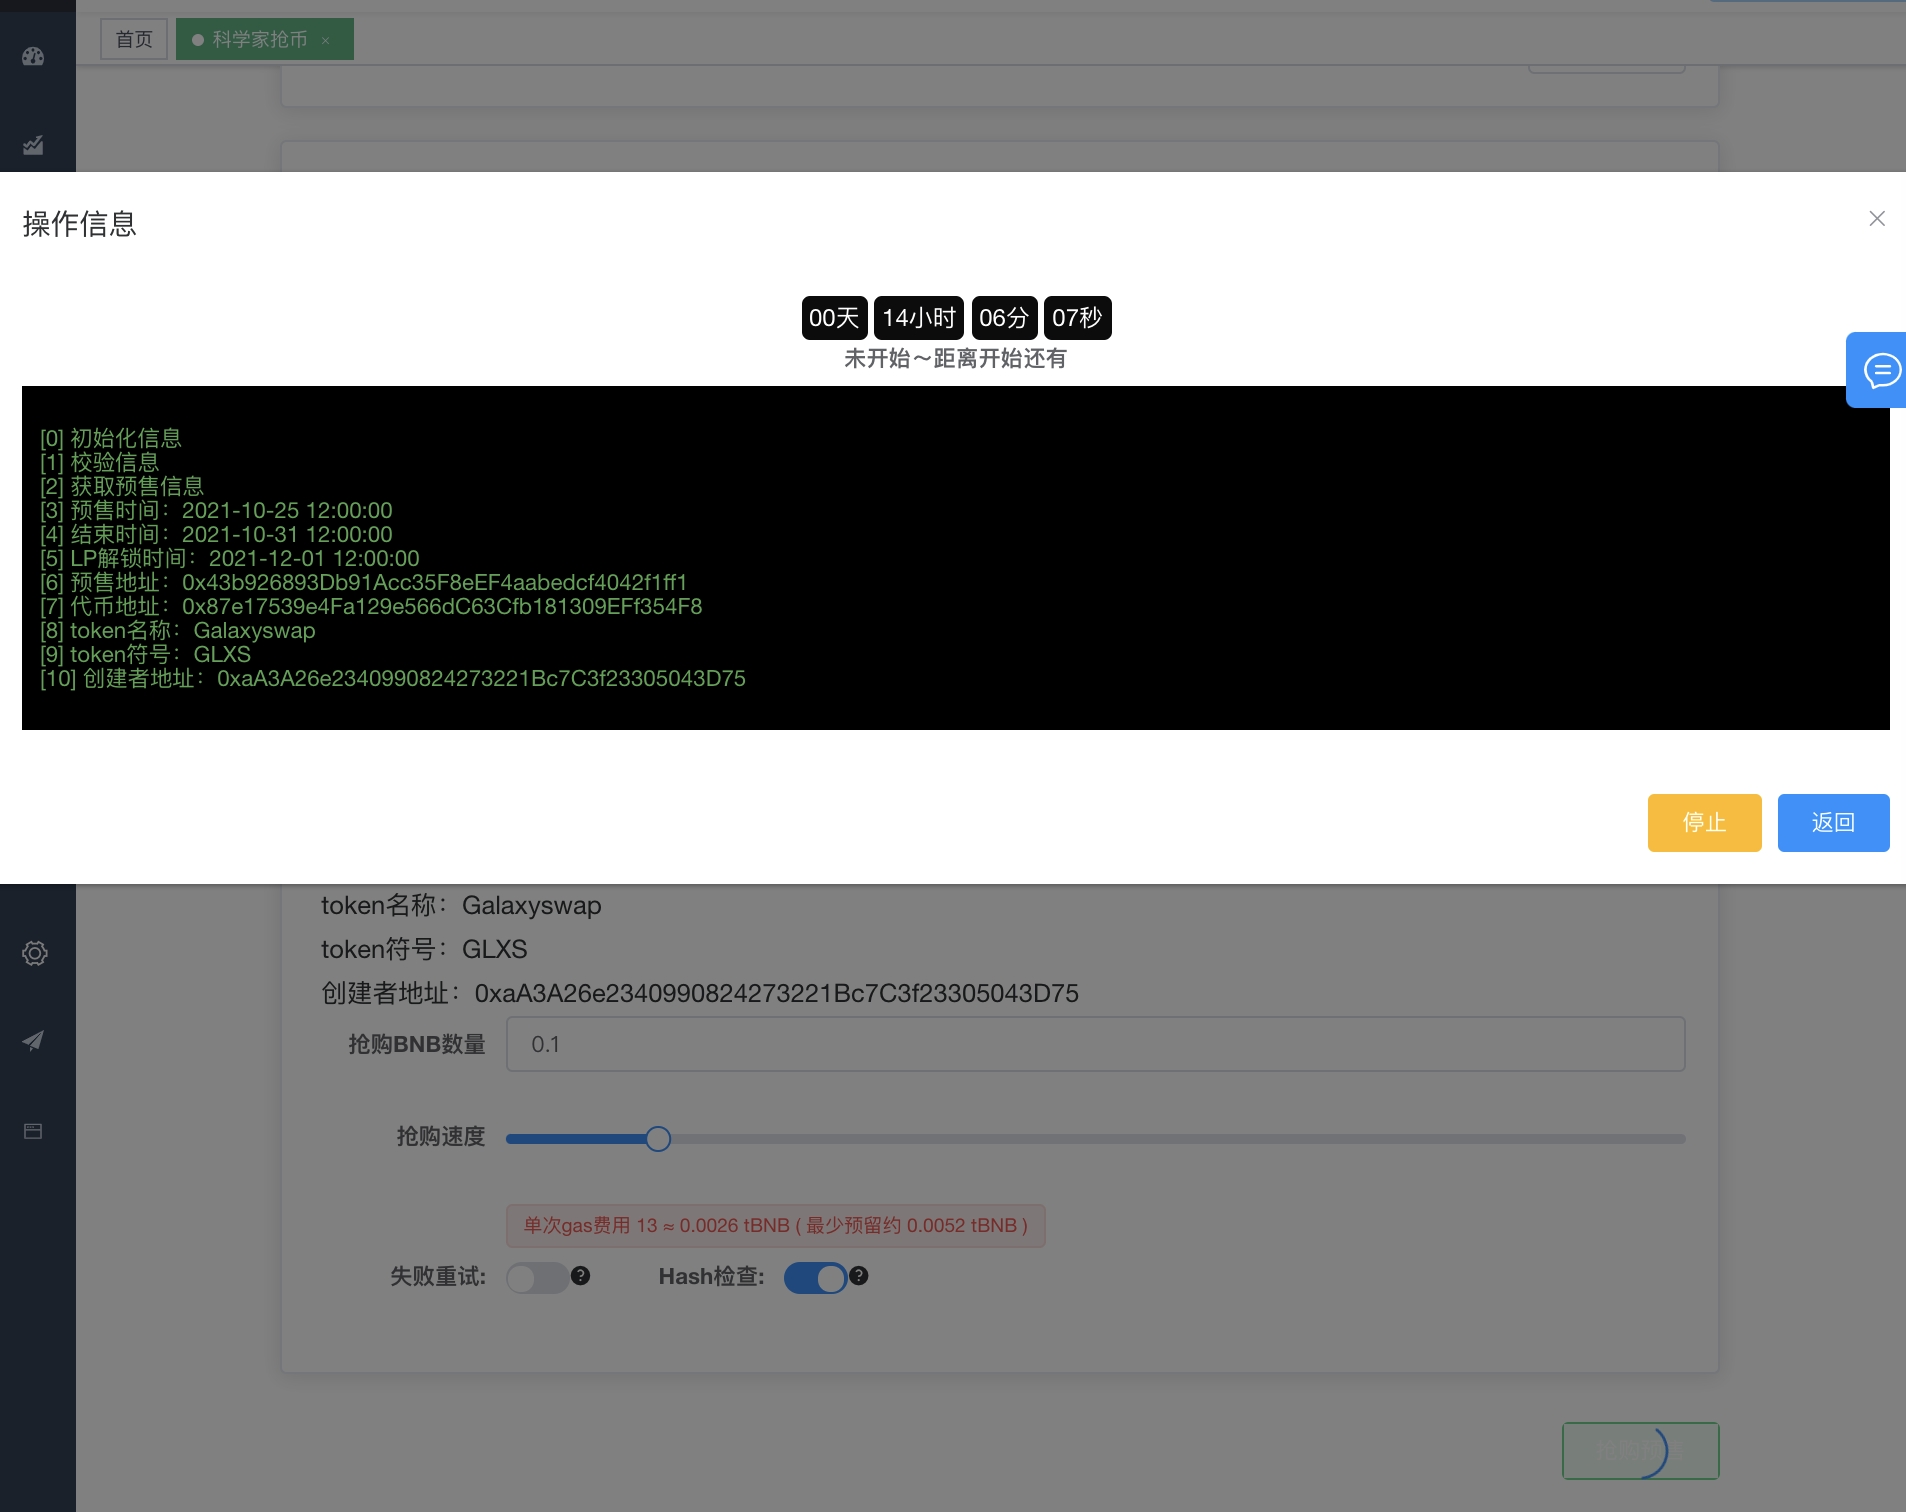 首页
科学家抢币 ×
操作信息
00天 14小时 06分 07秒
未开始～距离开始还有
[0] 初始化信息
[1] 校验信息
[2] 获取预售信息
[3] 预售时间：2021-10-25 12:00:00
[4] 结束时间：2021-10-31 12:00:00
[5] LP解锁时间：2021-12-01 12:00:00
[6] 预售地址：0x43b926893Db91Acc35F8eEF4aabedcf4042f1ff1
[7] 代币地址：0x87e17539e4Fa129e566dC63Cfb181309EFf354F8
[8] token名称：Galaxyswap
[9] token符号：GLXS
[10] 创建者地址：0xaA3A26e2340990824273221Bc7C3f23305043D75
停止
返回
token名称：Galaxyswap
token符号：GLXS
创建者地址：0xaA3A26e2340990824273221Bc7C3f23305043D75
抢购BNB数量 0.1
抢购速度
单次gas费用 13 ≈ 0.0026 tBNB ( 最少预留约 0.0052 tBNB )
失败重试: ? Hash检查: ?